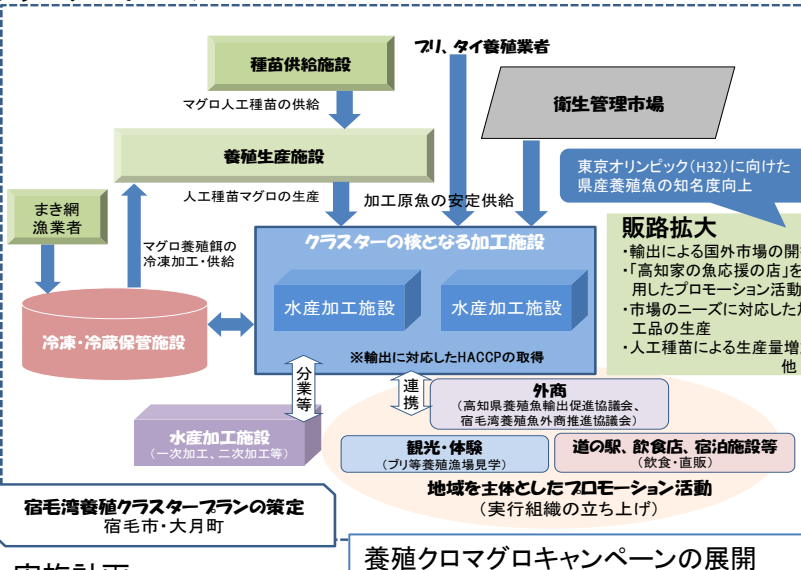 種苗供給施設
ブリ、タイ養殖業者
マグロ人工種苗の供給
衛生管理市場
養殖生産施設
東京オリンピック(H32)に向けた
県産養殖魚の知名度向上
人工種苗マグロの生産
加工原魚の安定供給
まき網
漁業者
マグロ養殖餌の
冷凍加工・供給
クラスターの核となる加工施設
水産加工施設
水産加工施設
※輸出に対応したHACCPの取得
冷凍・冷蔵保管施設
販路拡大
・輸出による国外市場の開
・「高知家の魚応援の店」を
用したプロモーション活動
・市場のニーズに対応した
工品の生産
・人工種苗による生産量増
他
分業等
連携
水産加工施設
(一次加工、二次加工等)
外商
(高知県養殖魚輸出促進協議会、
宿毛湾養殖魚外商推進協議会)
観光・体験
(ブリ等養殖漁場見学)
道の駅、飲食店、宿泊施設等
(飲食・直販)
地域を主体としたプロモーション活動
(実行組織の立ち上げ)
宿毛湾養殖クラスタープランの策定
宿毛市・大月町
養殖クロマグロキャンペーンの展開